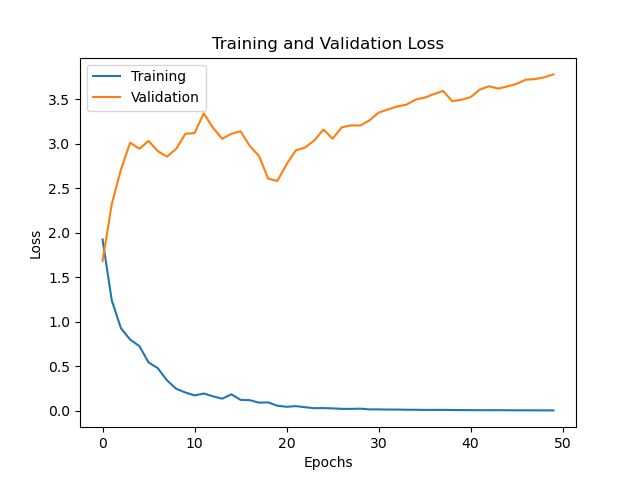 Training and Validation Loss
Training
Validation
3.5
3.0
2.5
2.0
1.5
1.0
0.5
0.0
Loss
0 10 20 30 40 50
Epochs